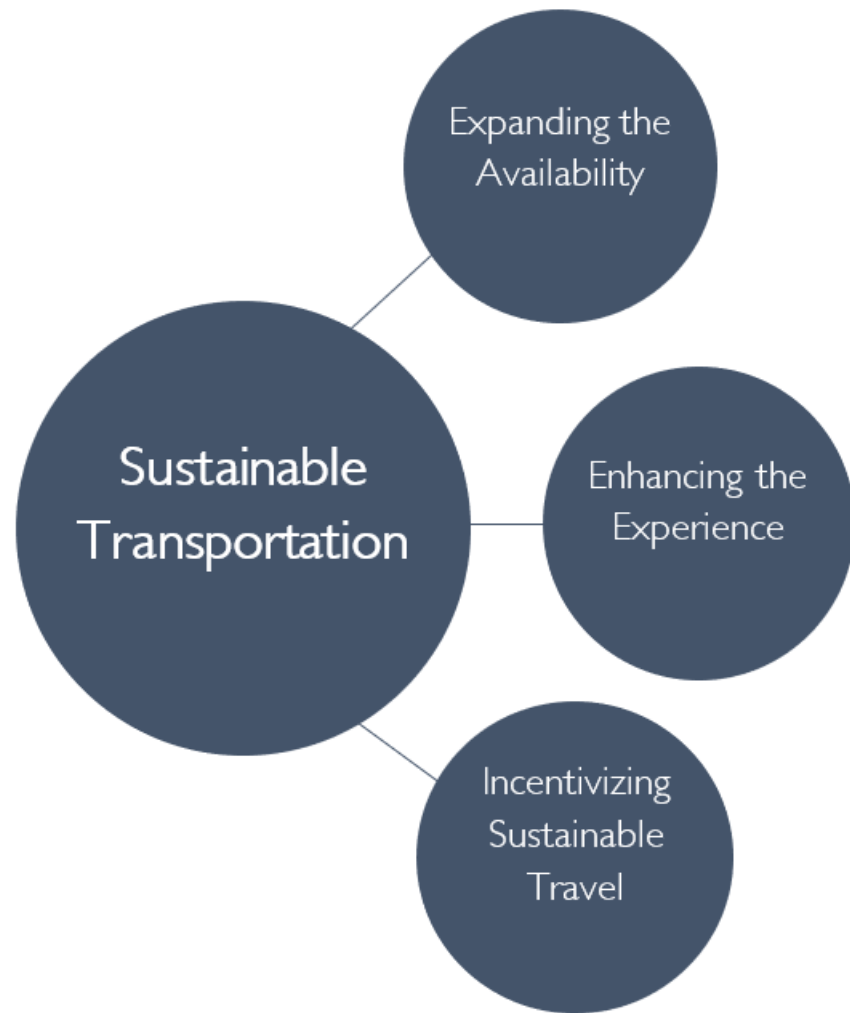 Expanding the
Availability
Sustainable
Transportation
Enhancing the
Experience
Incentivizing
Sustainable
Travel